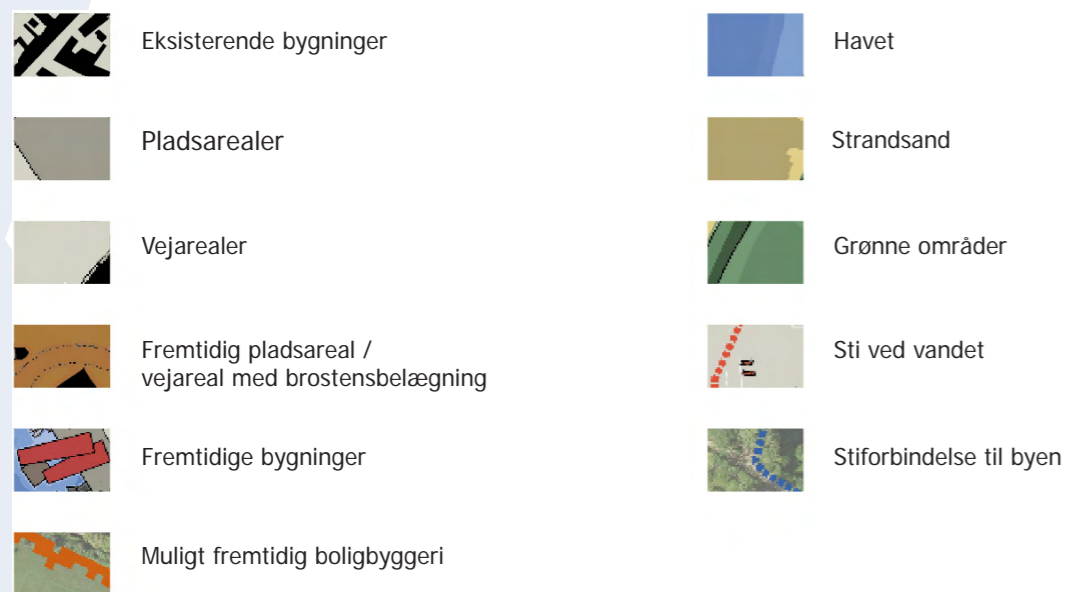 Eksisterende bygninger
Pladsarealer
Vejarealer
Fremtidig pladsareal /
vejareal med brostensbelægning
Fremtidige bygninger
Muligt fremtidig boligbyggeri
Havet
Strandsand
Grønne områder
Sti ved vandet
Stiforbindelse til byen